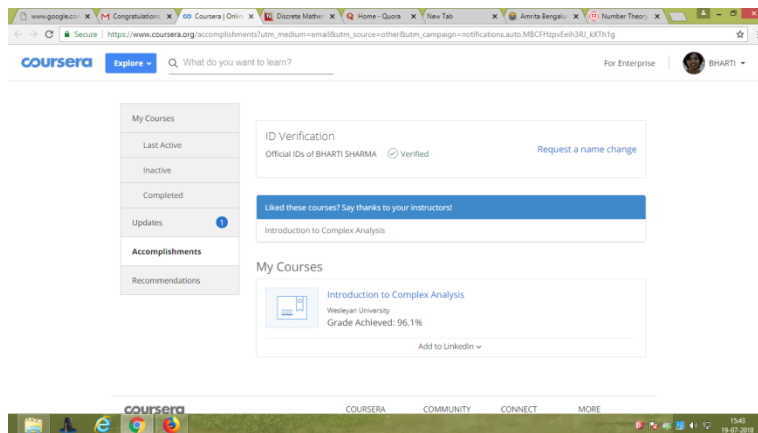 www.google.co
Congratulations
Coursera | Online
Discrete Mather
Home - Quora
New Tab
Amrita Bengalu
Number Theory
Secure
https://www.coursera.org/accomplishments?utm_medium=email&utm_source=other&utm_campaign=notifications.auto.
coursera
Explore
What do you want to learn?
For Enterprise
BHARTI
My Courses
Last Active
Inactive
Completed
Updates
1
Accomplishments
Recommendations
ID Verification
Official IDs of BHARTI SHARMA
Verified
Request a name change
Liked these courses? Say thanks to your instructors!
Introduction to Complex Analysis
My Courses
Introduction to Complex Analysis
Wesleyan University
Grade Achieved: 96.1%
Add to LinkedIn
coursera
COURSERA
COMMUNITY
CONNECT
MORE
15:43
19-07-2018